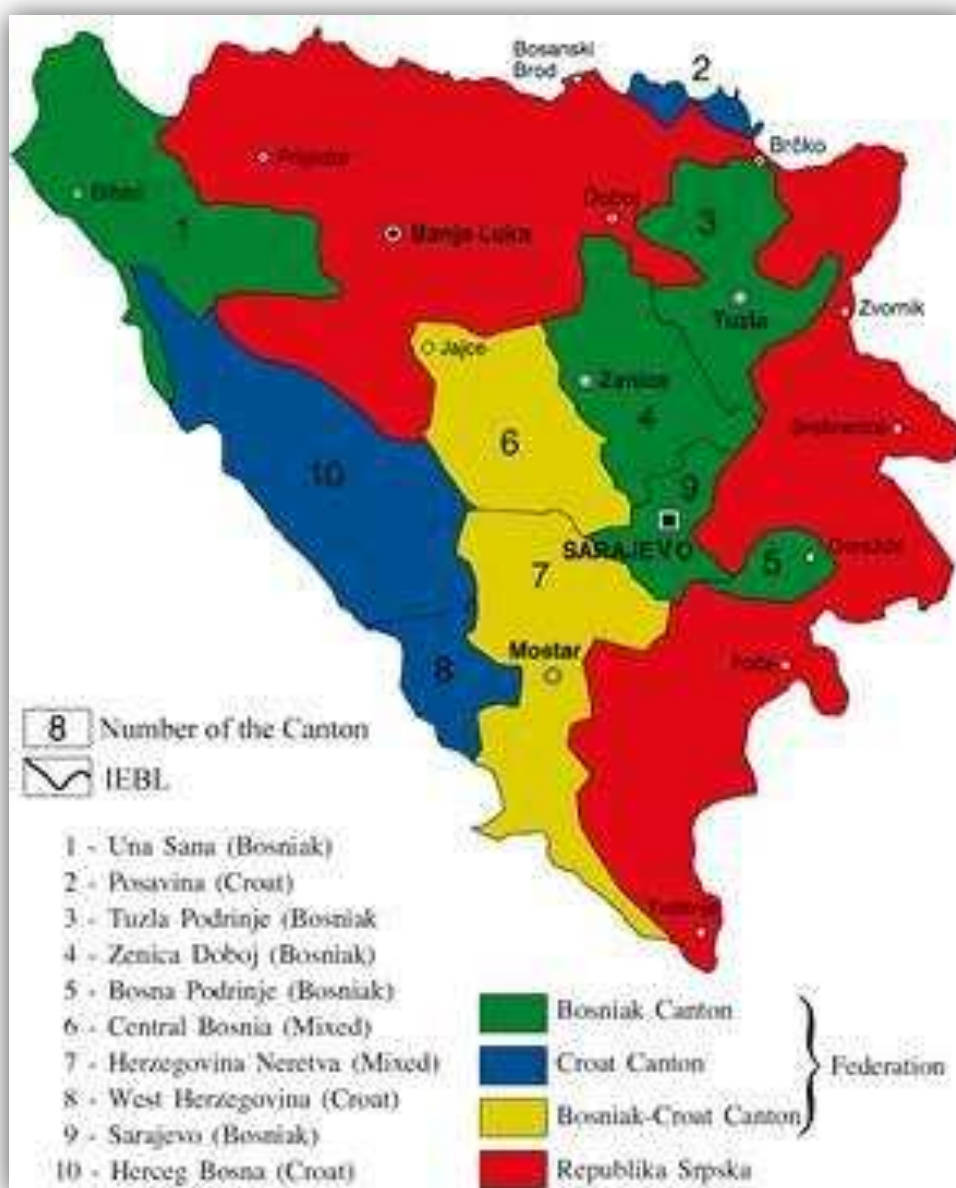 Bosanski
Brod
2
Brčko
Prijedor
Bihać
1
Banja Luka
Doboj
3
Tuzla
Zvornik
Jajce
Zenica
4
6
Srebrenica
10
9
SARAJEVO
5
Goražde
7
8
Mostar
Foča
Trebinje
8 Number of the Canton
IEBL
1 - Una Sana (Bosniak)
2 - Posavina (Croat)
3 - Tuzla Podrinje (Bosniak
4 - Zenica Doboj (Bosniak)
5 - Bosna Podrinje (Bosniak)
6 - Central Bosnia (Mixed)
7 - Herzegovina Neretva (Mixed)
8 - West Herzegovina (Croat)
9 - Sarajevo (Bosniak)
10 - Herceg Bosna (Croat)
Bosniak Canton
Croat Canton
Federation
Bosniak-Croat Canton
Republika Srpska